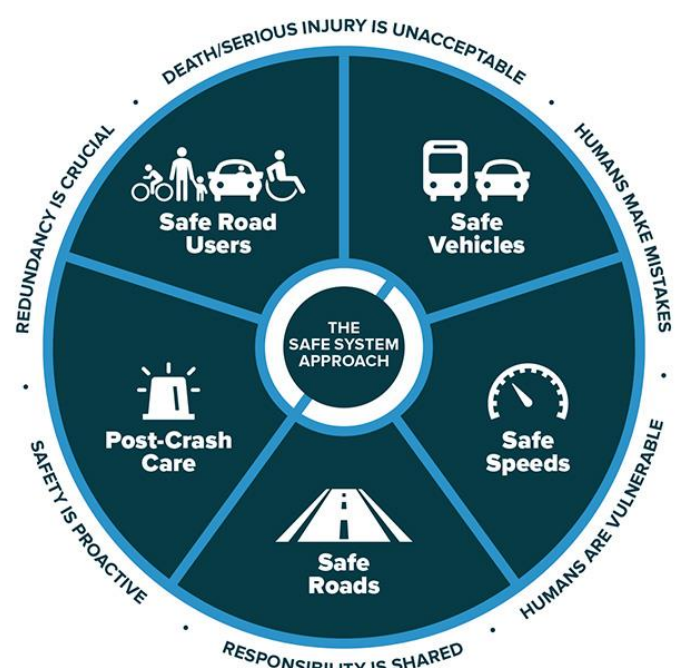 DEATH/SERIOUS INJURY IS UNACCEPTABLE
HUMANS MAKE MISTAKES
HUMANS ARE VULNERABLE
RESPONSIBILITY IS SHARED
SAFETY IS PROACTIVE
REDUNDANCY IS CRUCIAL
Safe Road
Users
Safe
Vehicles
Safe
Speeds
Safe
Roads
Post-Crash
Care
THE
SAFE SYSTEM
APPROACH